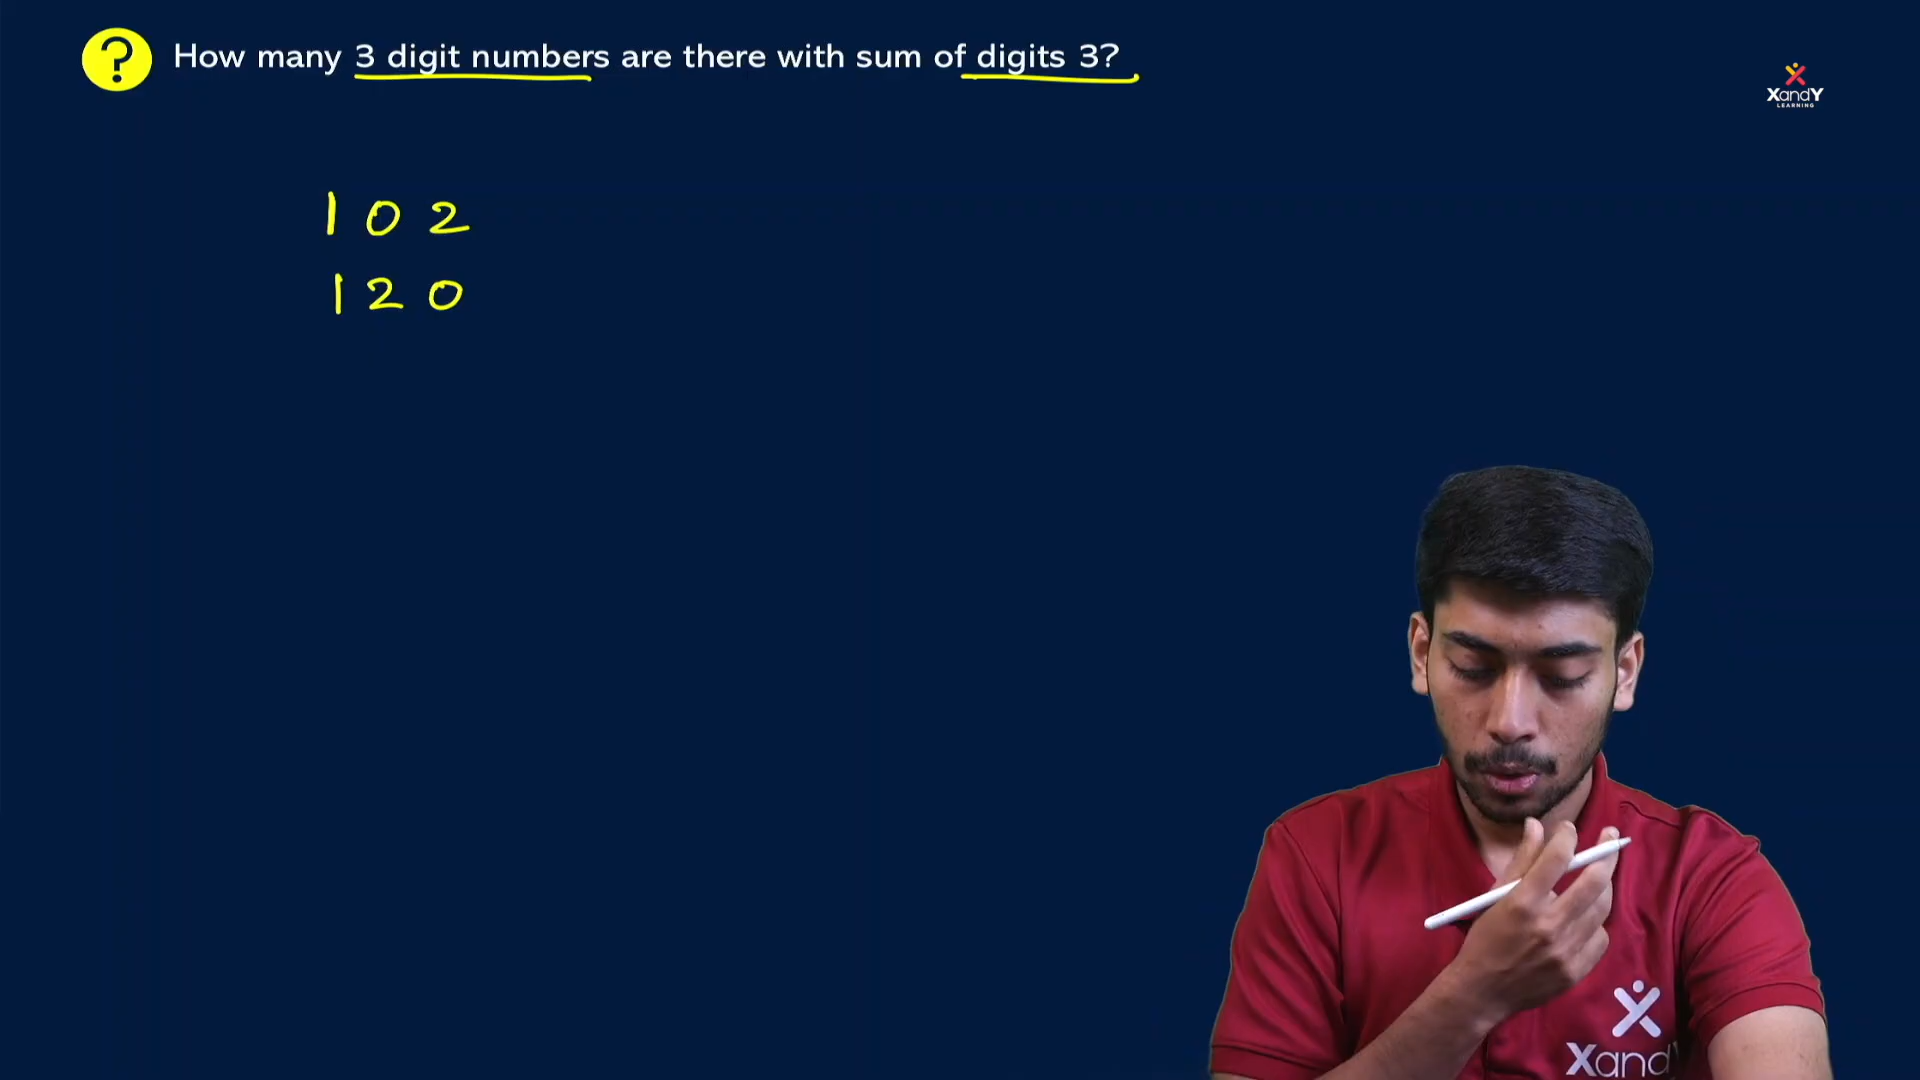 ? How many 3 digit numbers are there with sum of digits 3?
XandY
LEARNING
1 0 2
1 2 0
Xand